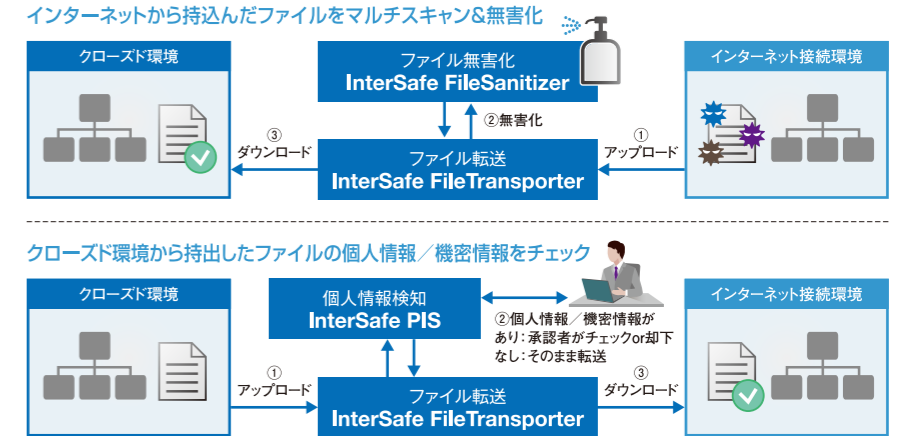 インターネットから持込んだファイルをマルチスキャン&無害化
クローズド環境
ファイル無害化
InterSafe FileSanitizer
インターネット接続環境
②無害化
③
ダウンロード
①
アップロード
ファイル転送
InterSafe FileTransporter
クローズド環境から持出したファイルの個人情報／機密情報をチェック
クローズド環境
個人情報検知
InterSafe PIS
インターネット接続環境
②個人情報／機密情報が
あり：承認者がチェックor却下
なし：そのまま転送
①
アップロード
③
ダウンロード
ファイル転送
InterSafe FileTransporter